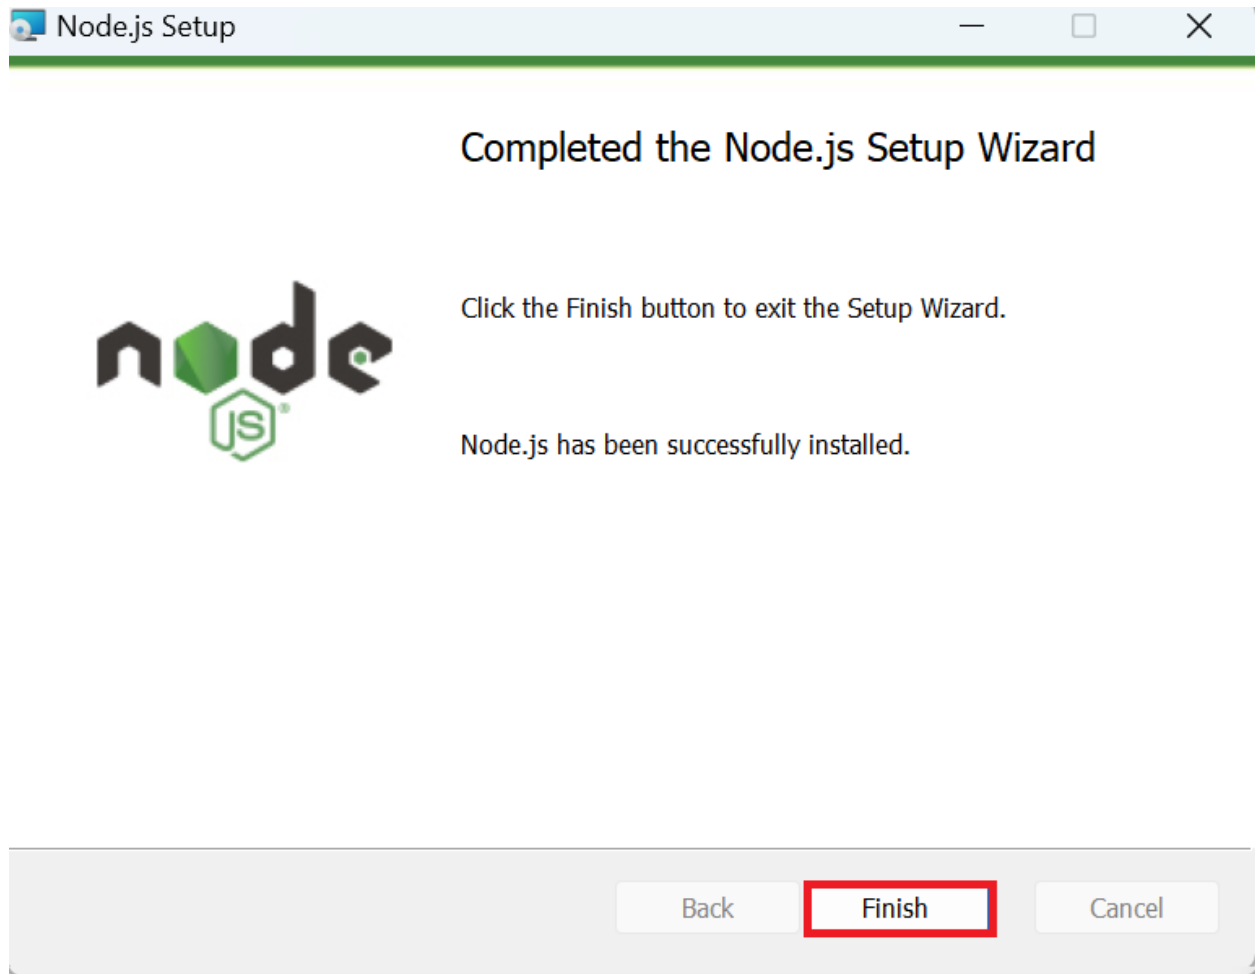 Node.js Setup
Completed the Node.js Setup Wizard
Click the Finish button to exit the Setup Wizard.
node
JS®
Node.js has been successfully installed.
Back Finish Cancel